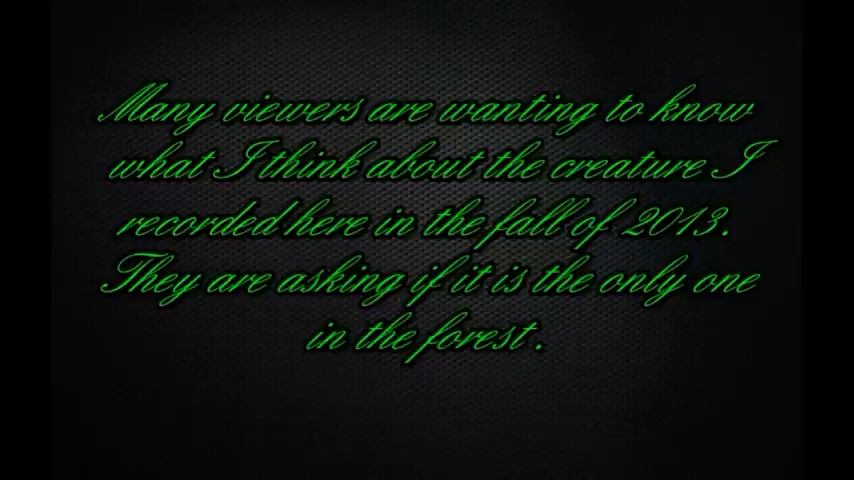 Many viewers are wanting to know
what I think about the creature I
recorded here in the fall of 2013.
They are asking if it is the only one
in the forest .